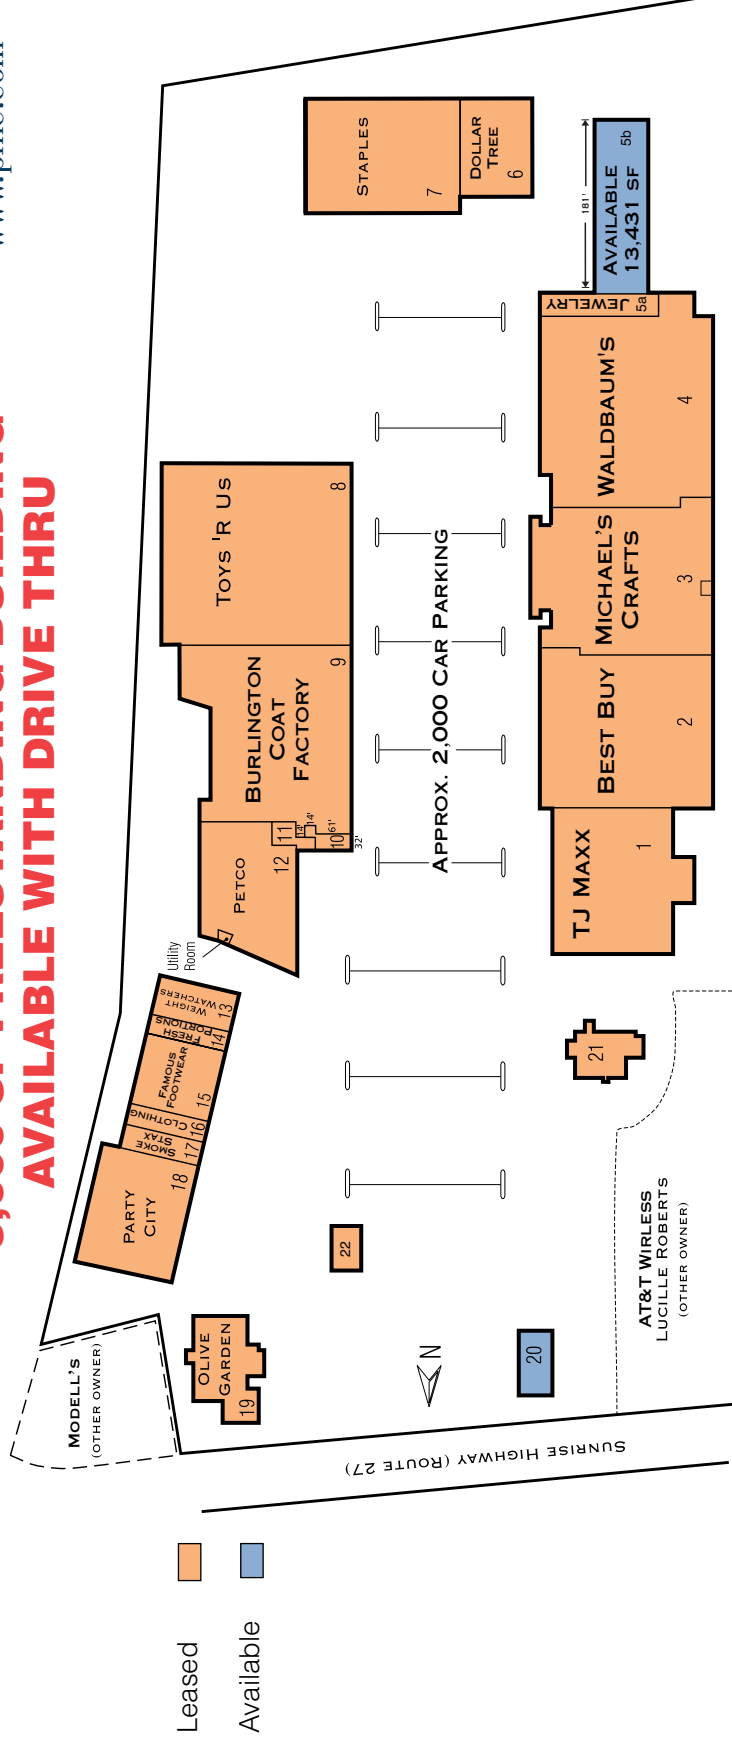 AVAILABLE WITH DRIVE THRU
STAPLES
7
DOLLAR
TREE
6
181'
AVAILABLE
13,431 SF
5b
JEWELRY
5a
WALDBAUM'S
4
MICHAEL'S
CRAFTS
3
BEST BUY
2
TJ MAXX
1
TOYS 'R US
8
BURLINGTON
COAT
FACTORY
9
APPROX. 2,000 CAR PARKING
10
61'
32'
14'
14'
11
PETCO
12
Utility
Room
WEIGHT
WATCHERS
13
FRESH
PORTIONS
14
FAMOUS
FOOTWEAR
15
CLOTHING
16
SMOKE
STAX
17
PARTY
CITY
18
OLIVE
GARDEN
19
20
21
22
N
MODELL'S
(OTHER OWNER)
AT&T WIRLESS
LUCILLE ROBERTS
(OTHER OWNER)
SUNRISE HIGHWAY (ROUTE 27)
Leased
Available